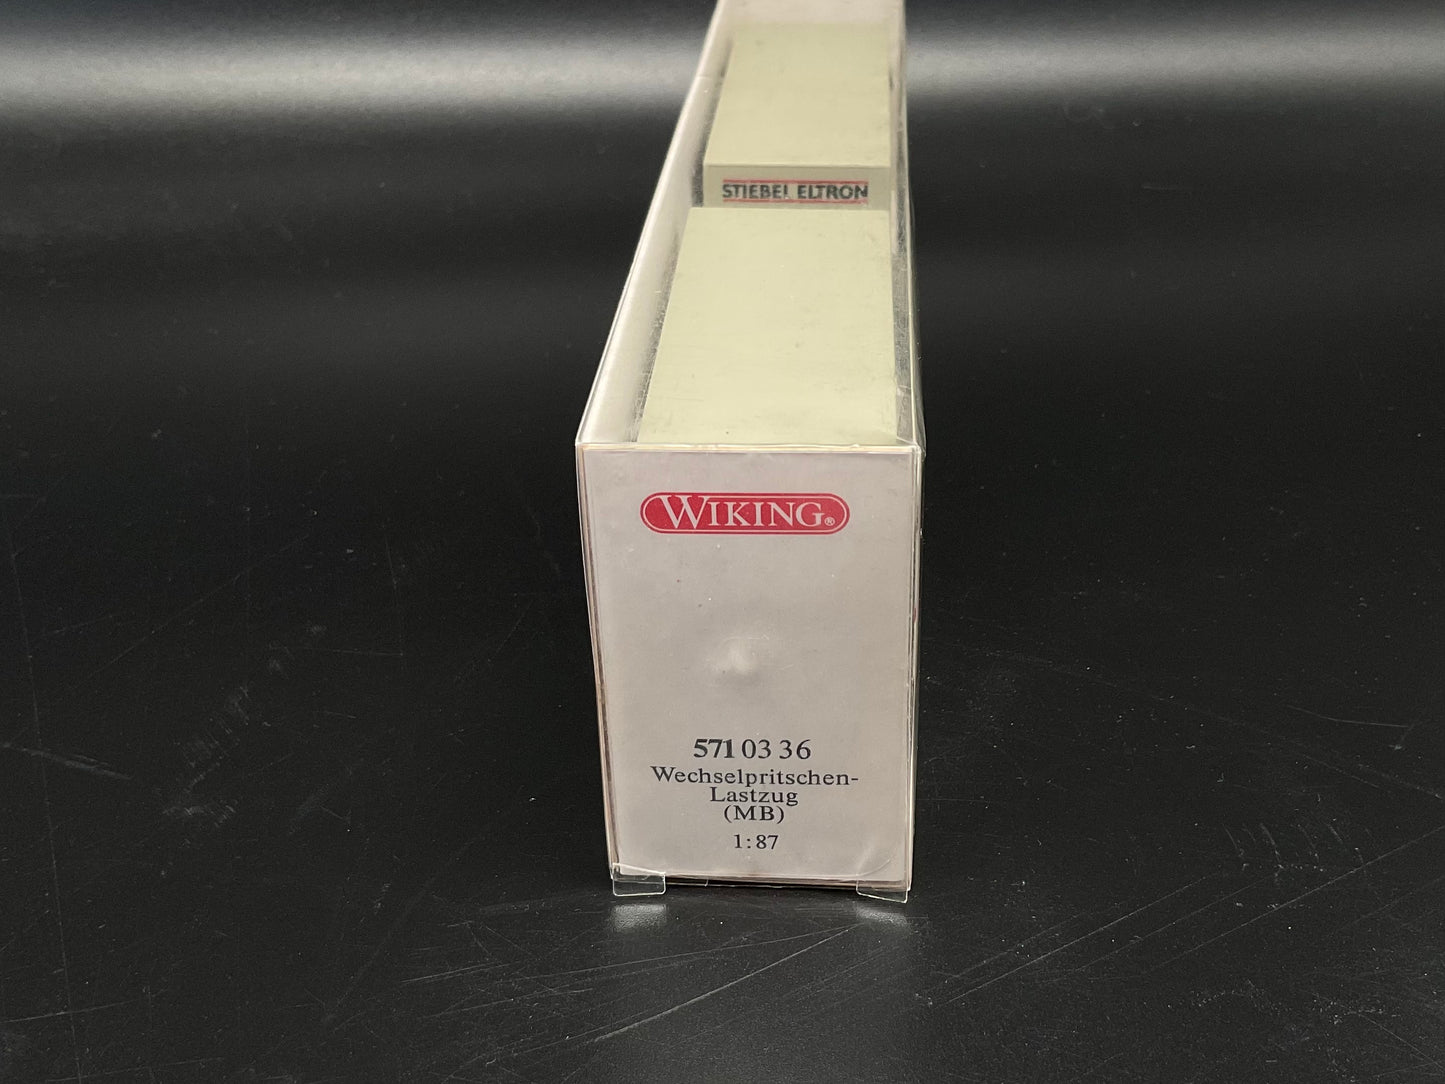 STIEBEL ELTRON
WIKING®
571 03 36
Wechselpritschen-
Lastzug
(MB)
1:87